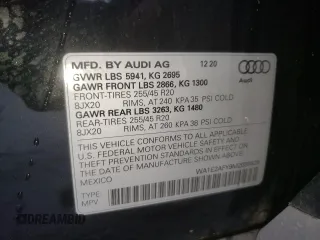 MFD. BY AUDI AG 12 20
GVWR LBS 5941, KG 2695
GAWR FRONT LBS 2866, KG 1300
FRONT-TIRES 255/45 R20
8JX20 RIMS, AT 240 KPA 35 PSI COLD
GAWR REAR LBS 3263, KG 1480
REAR-TIRES 255/45 R20
8JX20 RIMS, AT 260 KPA 38 PSI COLD
THIS VEHICLE CONFORMS TO ALL
APPLICABLE FEDERAL MOTOR VEHICLE
SAFETY BUMPER AND THEFT PREVENTION
STANDARDS IN EFFECT ON THE DATE OF
MANUFACTURE SHOWN ABOVE.
MEXICO
TYPE
MPV
DREAMBID